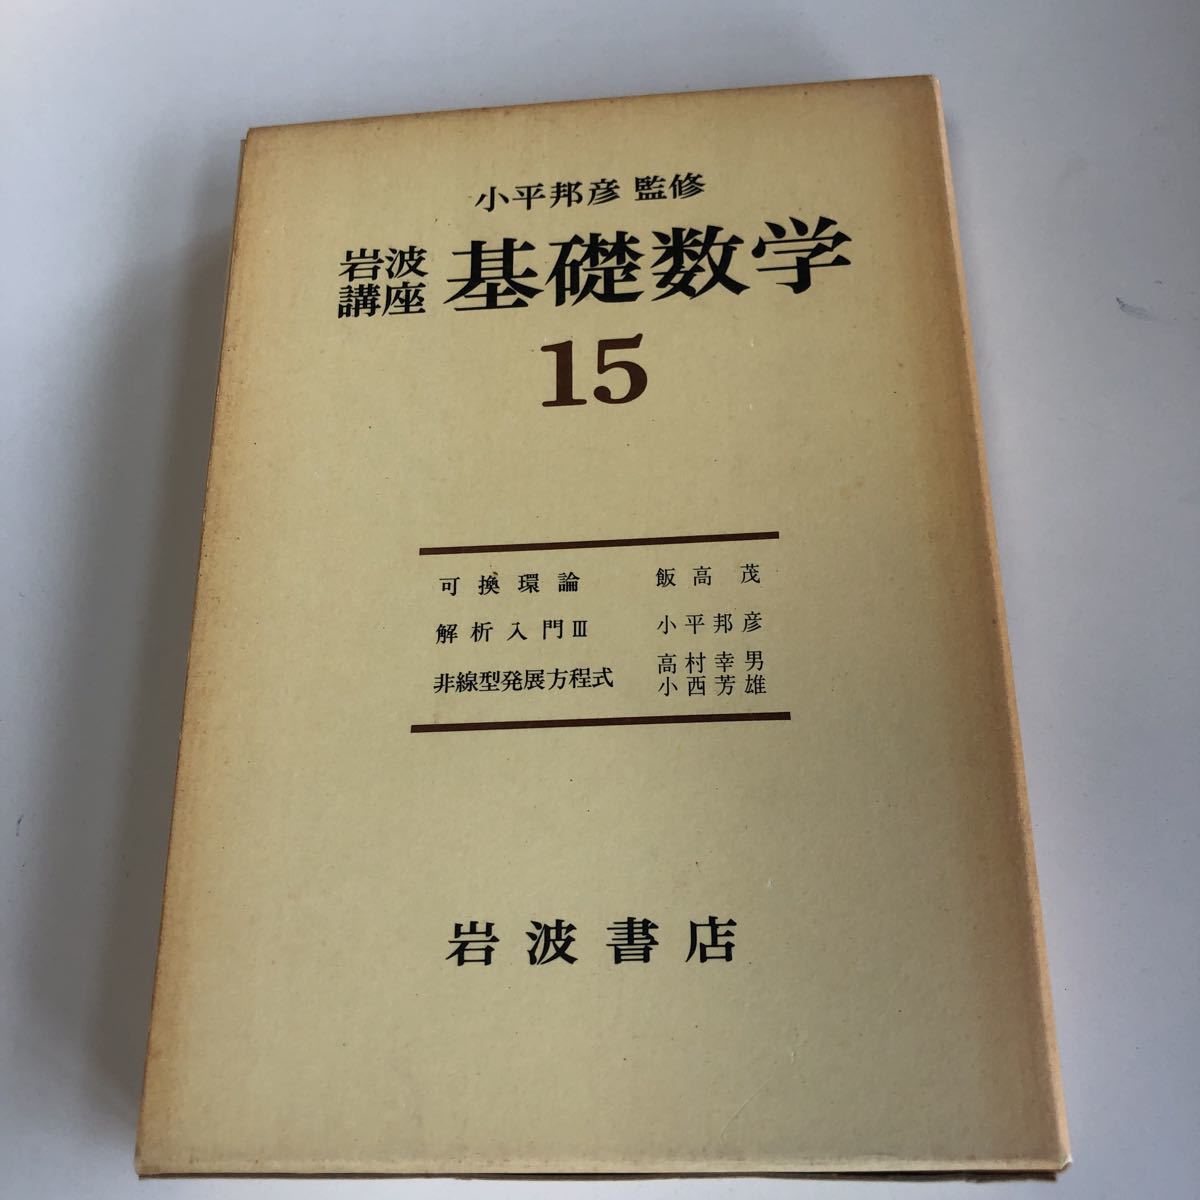 小平邦彦 監修
岩波
講座
基礎数学
15
可換環論 飯高茂
解析入門Ⅲ 小平邦彦
非線型発展方程式 高村幸男
小西芳雄
岩波書店